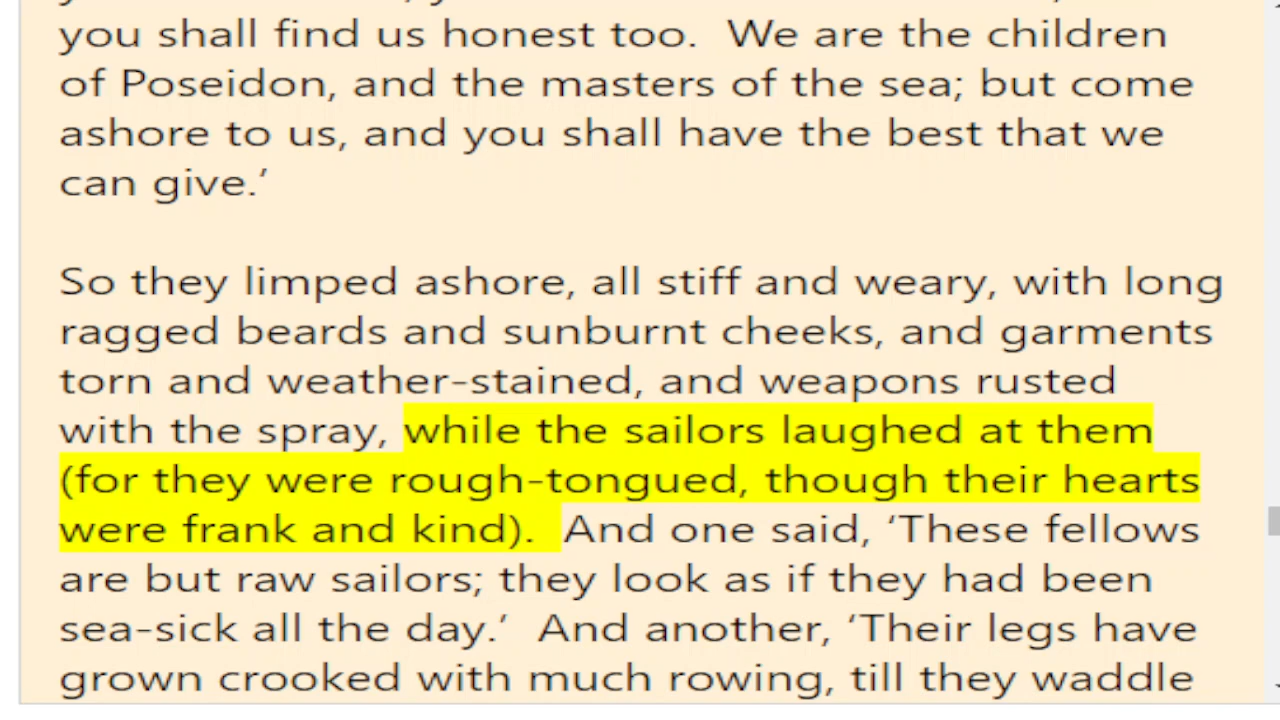 you shall find us honest too.  We are the children
of Poseidon, and the masters of the sea; but come
ashore to us, and you shall have the best that we
can give.’
So they limped ashore, all stiff and weary, with long
ragged beards and sunburnt cheeks, and garments
torn and weather-stained, and weapons rusted
with the spray, while the sailors laughed at them
(for they were rough-tongued, though their hearts
were frank and kind).  And one said, ‘These fellows
are but raw sailors; they look as if they had been
sea-sick all the day.’  And another, ‘Their legs have
grown crooked with much rowing, till they waddle